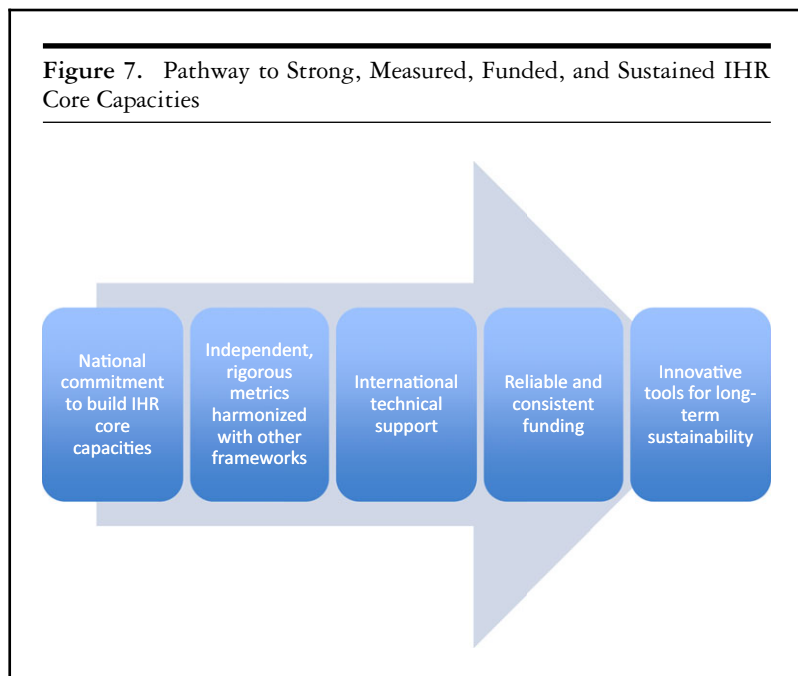 Figure 7. Pathway to Strong, Measured, Funded, and Sustained IHR
Core Capacities
National
commitment
to build IHR
core
capacities
Independent,
rigorous
metrics
harmonized
with other
frameworks
International
technical
support
Reliable and
consistent
funding
Innovative
tools for long-
term
sustainability